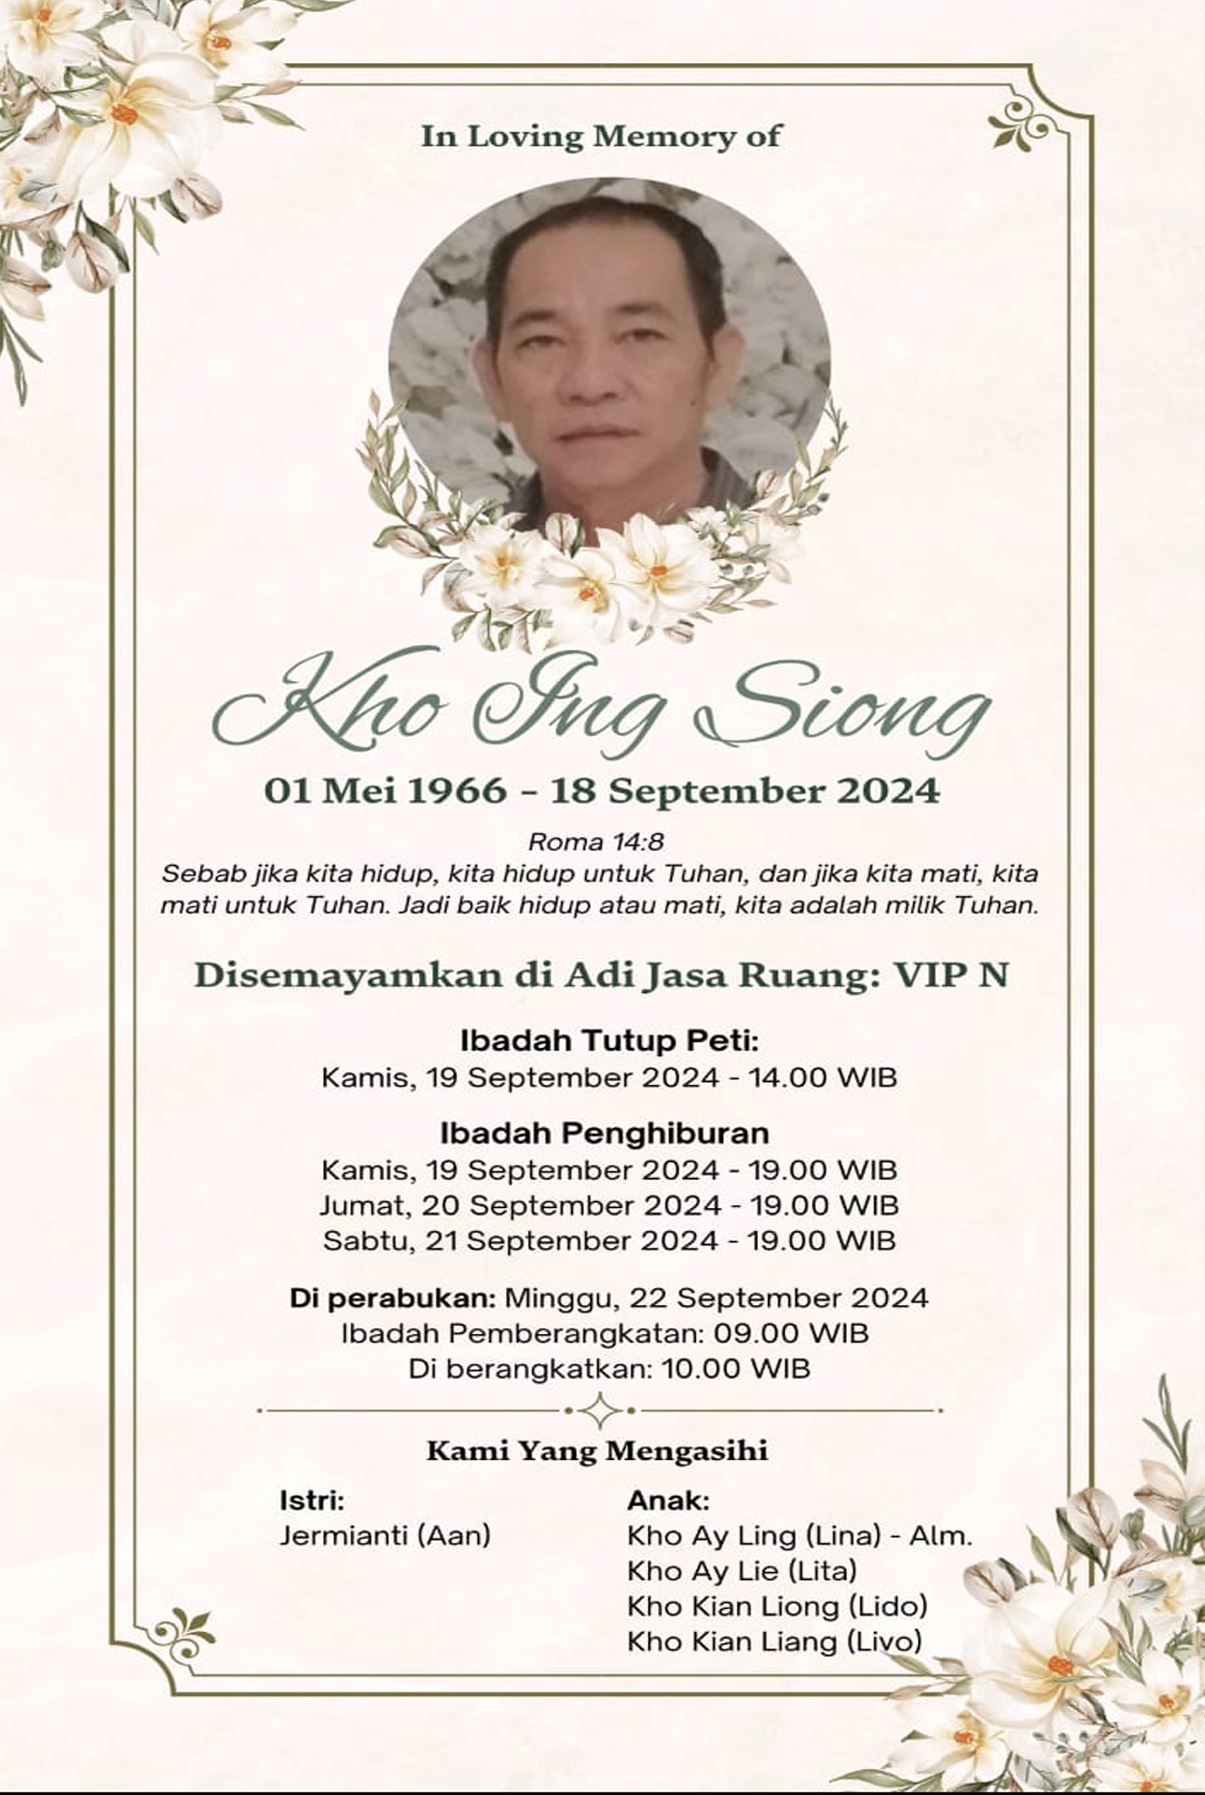 In Loving Memory of
Kho Ing Siong
01 Mei 1966 - 18 September 2024
Roma 14:8
Sebab jika kita hidup, kita hidup untuk Tuhan, dan jika kita mati, kita
mati untuk Tuhan. Jadi baik hidup atau mati, kita adalah milik Tuhan.
Disemayamkan di Adi Jasa Ruang: VIP N
Ibadah Tutup Peti:
Kamis, 19 September 2024 - 14.00 WIB
Ibadah Penghiburan
Kamis, 19 September 2024 - 19.00 WIB
Jumat, 20 September 2024 - 19.00 WIB
Sabtu, 21 September 2024 - 19.00 WIB
Di perabukan: Minggu, 22 September 2024
Ibadah Pemberangkatan: 09.00 WIB
Di berangkatkan: 10.00 WIB
Kami Yang Mengasihi
Istri:
Jermianti (Aan)
Anak:
Kho Ay Ling (Lina) - Alm.
Kho Ay Lie (Lita)
Kho Kian Liong (Lido)
Kho Kian Liang (Livo)